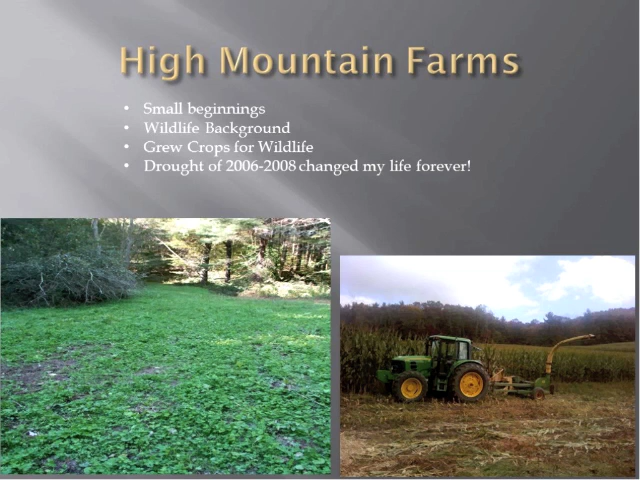 High Mountain Farms
• Small beginnings
• Wildlife Background
• Grew Crops for Wildlife
• Drought of 2006-2008 changed my life forever!